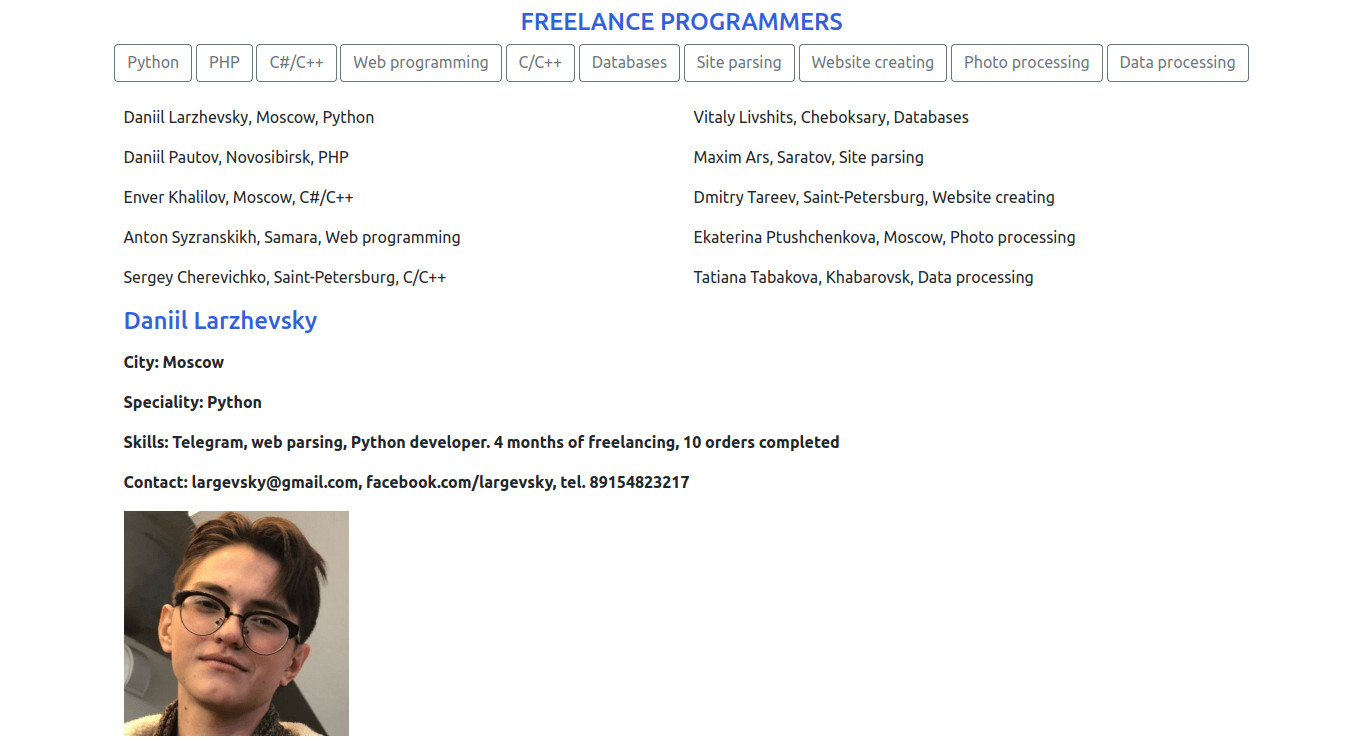 FREELANCE PROGRAMMERS
Python PHP C#/C++ Web programming C/C++ Databases Site parsing Website creating Photo processing Data processing
Daniil Larzhevsky, Moscow, Python
Daniil Pautov, Novosibirsk, PHP
Enver Khalilov, Moscow, C#/C++
Anton Syzranskikh, Samara, Web programming
Sergey Cherevichko, Saint-Petersburg, C/C++
Vitaly Livshits, Cheboksary, Databases
Maxim Ars, Saratov, Site parsing
Dmitry Tareev, Saint-Petersburg, Website creating
Ekaterina Ptushchenkova, Moscow, Photo processing
Tatiana Tabakova, Khabarovsk, Data processing
Daniil Larzhevsky
City: Moscow
Speciality: Python
Skills: Telegram, web parsing, Python developer. 4 months of freelancing, 10 orders completed
Contact: largevsky@gmail.com, facebook.com/largevsky, tel. 89154823217